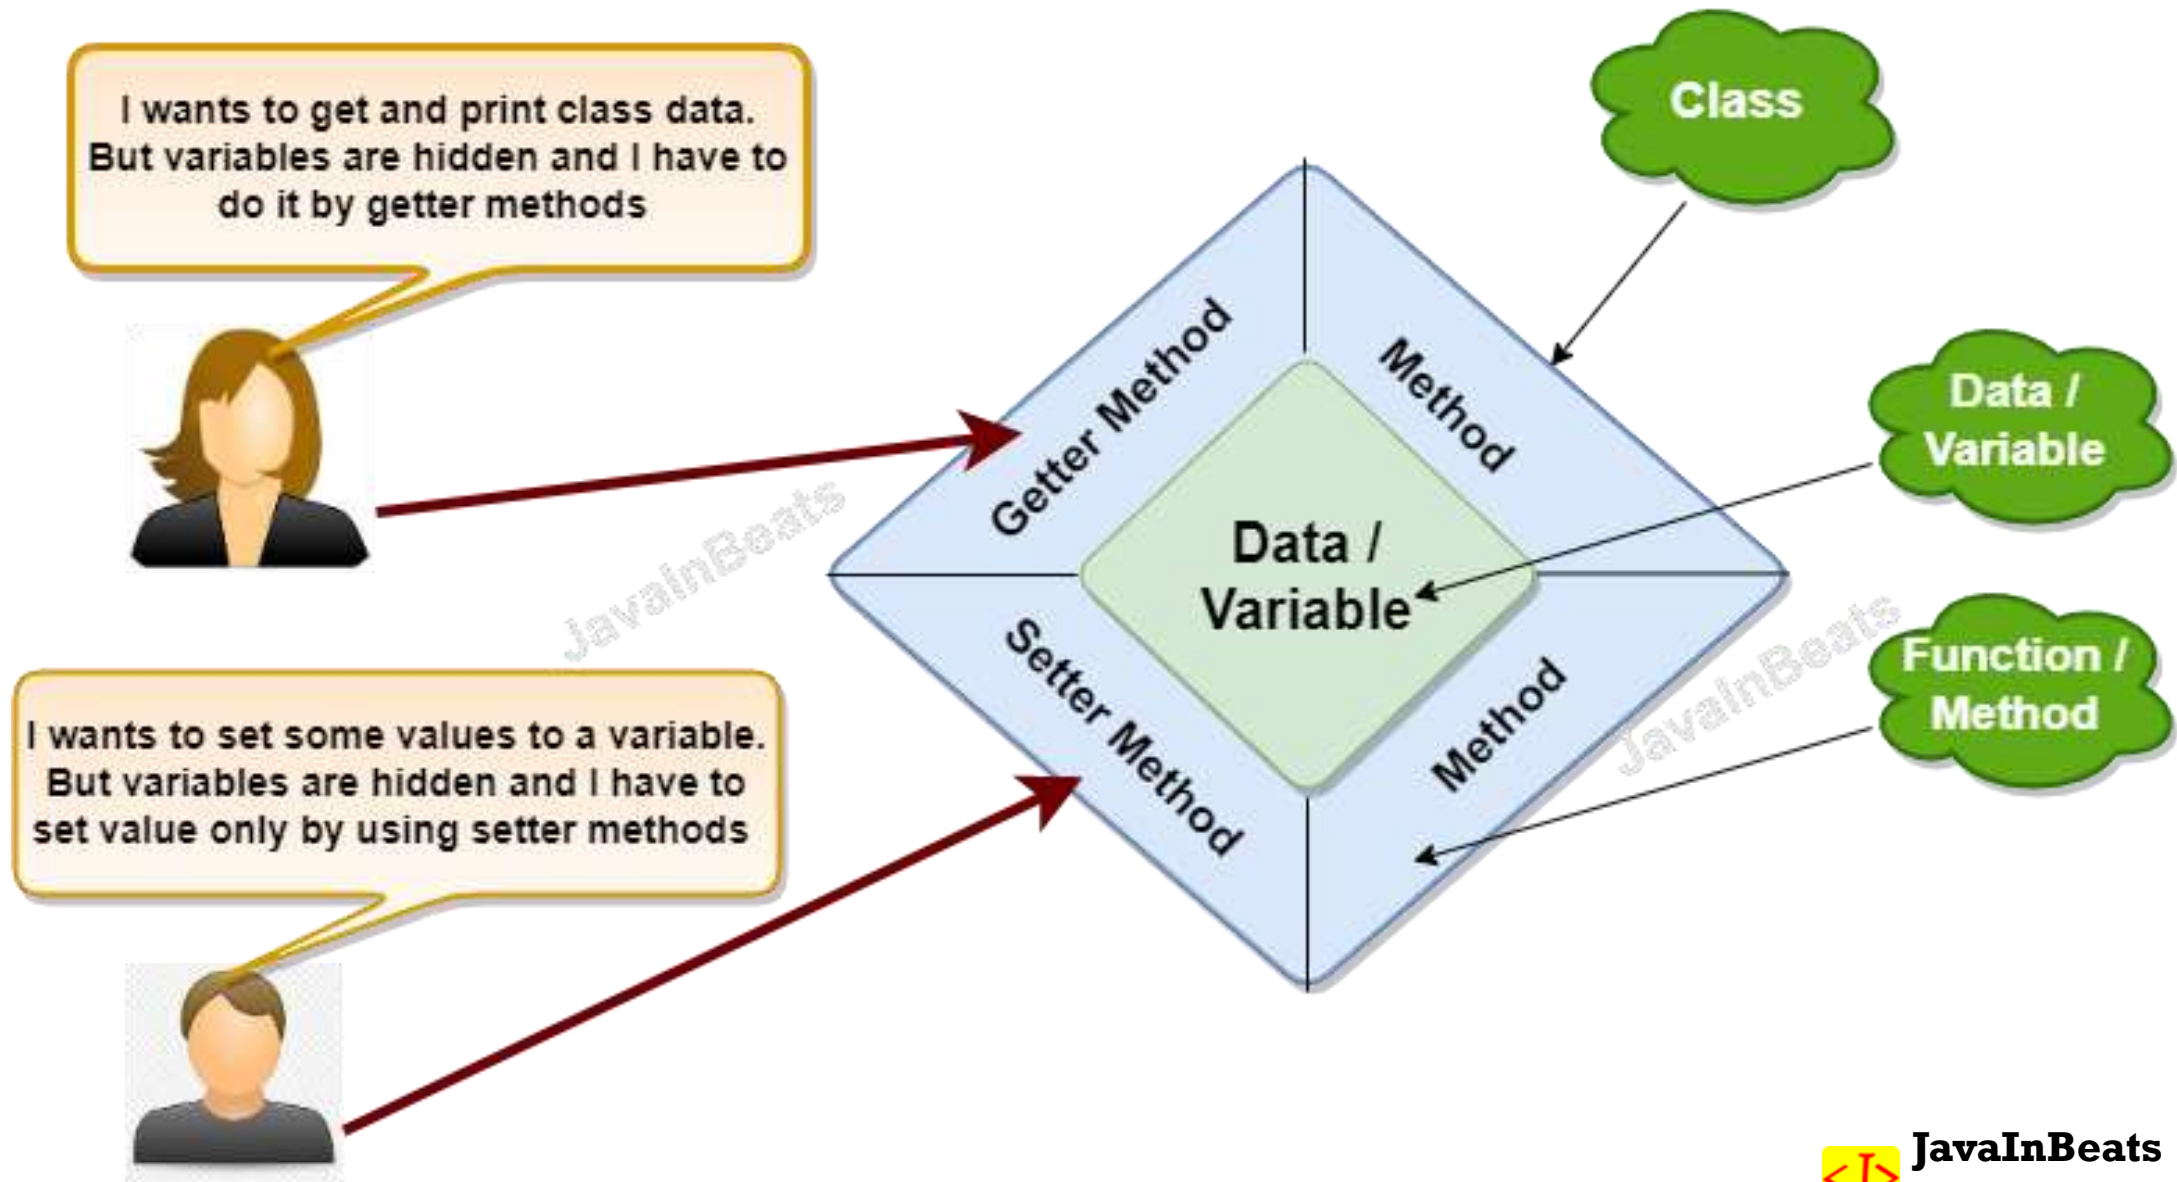 I wants to get and print class data.
But variables are hidden and I have to
do it by getter methods
Class
Getter Method
Method
Data /
Variable
Data /
Variable
JavaInBeats
Setter Method
Method
Function /
Method
JavaInBeats
I wants to set some values to a variable.
But variables are hidden and I have to
set value only by using setter methods
JavaInBeats
<J>